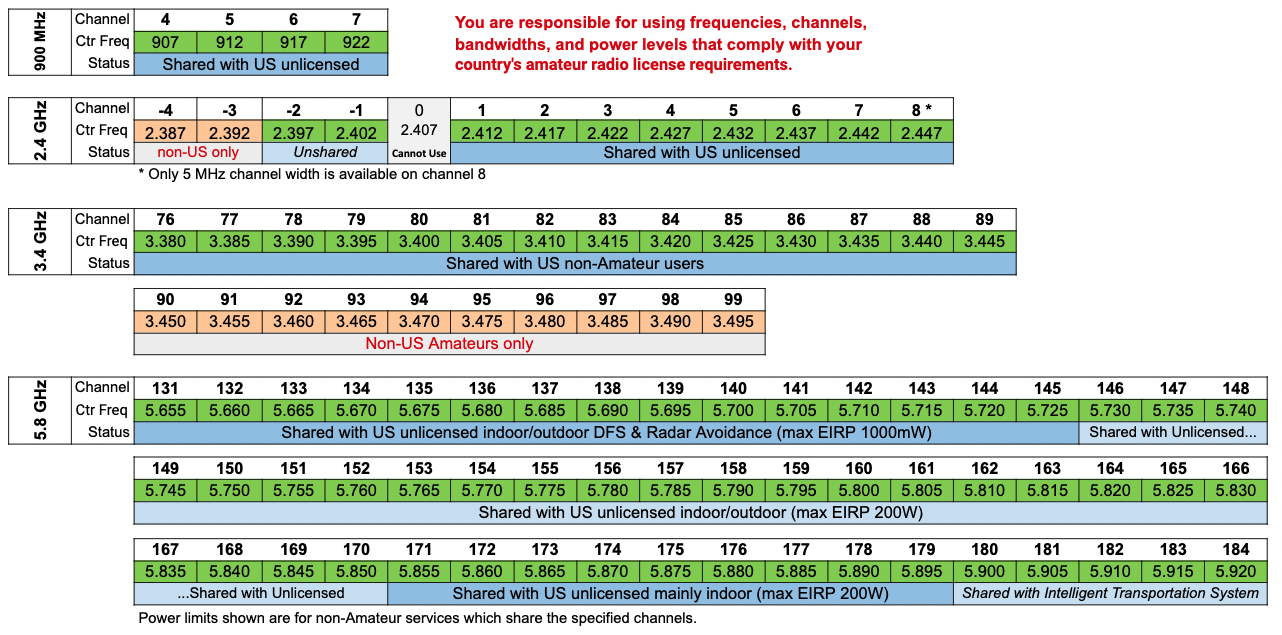 900 MHz
Channel 4 5 6 7
Ctr Freq 907 912 917 922
Status Shared with US unlicensed
You are responsible for using frequencies, channels,
bandwidths, and power levels that comply with your
country's amateur radio license requirements.
2.4 GHz
Channel -4 -3 -2 -1 0 1 2 3 4 5 6 7 8 *
Ctr Freq 2.387 2.392 2.397 2.402 2.407 2.412 2.417 2.422 2.427 2.432 2.437 2.442 2.447
Status non-US only Unshared Cannot Use Shared with US unlicensed
* Only 5 MHz channel width is available on channel 8
3.4 GHz
Channel 76 77 78 79 80 81 82 83 84 85 86 87 88 89
Ctr Freq 3.380 3.385 3.390 3.395 3.400 3.405 3.410 3.415 3.420 3.425 3.430 3.435 3.440 3.445
Status Shared with US non-Amateur users
90 91 92 93 94 95 96 97 98 99
3.450 3.455 3.460 3.465 3.470 3.475 3.480 3.485 3.490 3.495
Non-US Amateurs only
5.8 GHz
Channel 131 132 133 134 135 136 137 138 139 140 141 142 143 144 145 146 147 148
Ctr Freq 5.655 5.660 5.665 5.670 5.675 5.680 5.685 5.690 5.695 5.700 5.705 5.710 5.715 5.720 5.725 5.730 5.735 5.740
Status Shared with US unlicensed indoor/outdoor DFS & Radar Avoidance (max EIRP 1000mW) Shared with Unlicensed...
149 150 151 152 153 154 155 156 157 158 159 160 161 162 163 164 165 166
5.745 5.750 5.755 5.760 5.765 5.770 5.775 5.780 5.785 5.790 5.795 5.800 5.805 5.810 5.815 5.820 5.825 5.830
Shared with US unlicensed indoor/outdoor (max EIRP 200W)
167 168 169 170 171 172 173 174 175 176 177 178 179 180 181 182 183 184
5.835 5.840 5.845 5.850 5.855 5.860 5.865 5.870 5.875 5.880 5.885 5.890 5.895 5.900 5.905 5.910 5.915 5.920
...Shared with Unlicensed Shared with US unlicensed mainly indoor (max EIRP 200W) Shared with Intelligent Transportation System
Power limits shown are for non-Amateur services which share the specified channels.